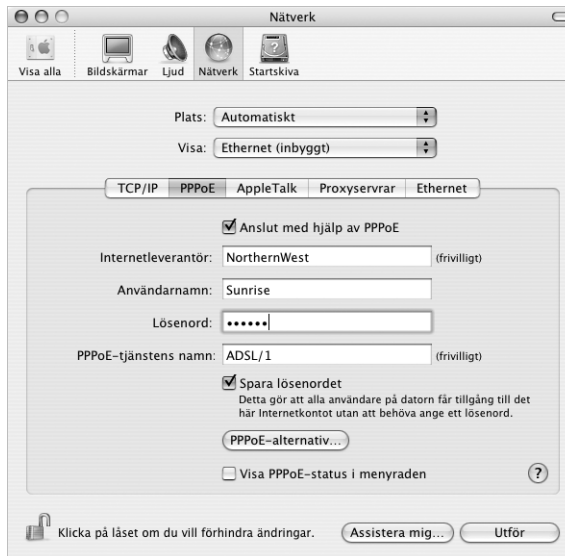 Nätverk
Visa alla Bildskärmar Ljud Nätverk Startskiva
Plats: Automatiskt
Visa: Ethernet (inbyggt)
TCP/IP PPPoE AppleTalk Proxyservrar Ethernet
Anslut med hjälp av PPPoE
Internetleverantör: NorthernWest (frivilligt)
Användarnamn: Sunrise
Lösenord: ••••••
PPPoE-tjänstens namn: ADSL/1 (frivilligt)
Spara lösenordet
Detta gör att alla användare på datorn får tillgång till det
här Internetkontot utan att behöva ange ett lösenord.
PPPoE-alternativ...
Visa PPPoE-status i menyraden ?
Klicka på låset om du vill förhindra ändringar. Assistera mig... Utför